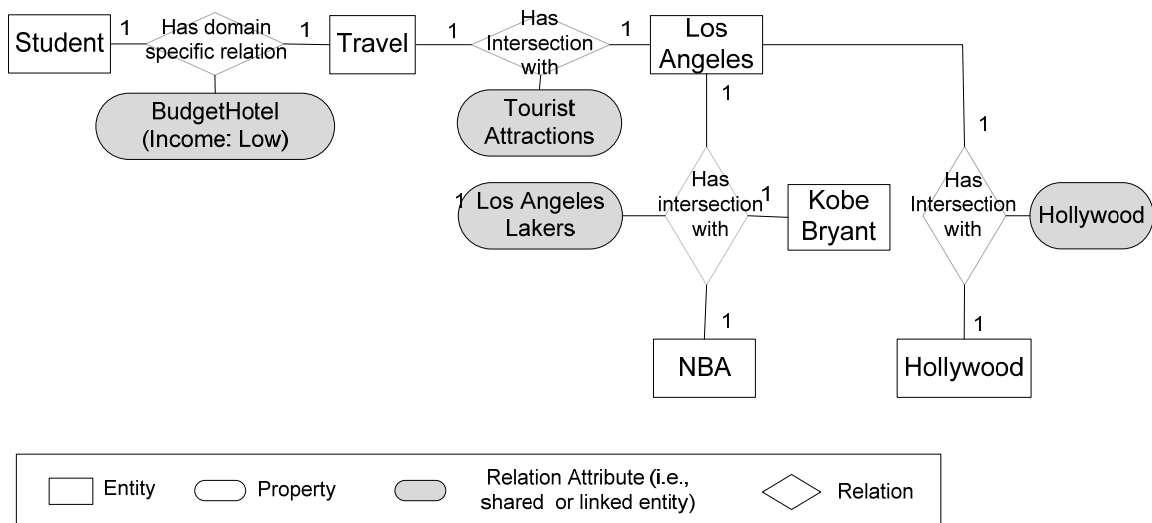 1
Has domain
specific relation
1
Student
Travel
1
Has
Intersection
with
1
Los
Angeles
BudgetHotel
(Income: Low)
Tourist
Attractions
1
1
1
Los Angeles
Lakers
Has
intersection
with
1
Kobe
Bryant
Has
Intersection
with
Hollywood
1
1
NBA
Hollywood
Entity
Property
Relation Attribute (i.e.,
shared or linked entity)
Relation